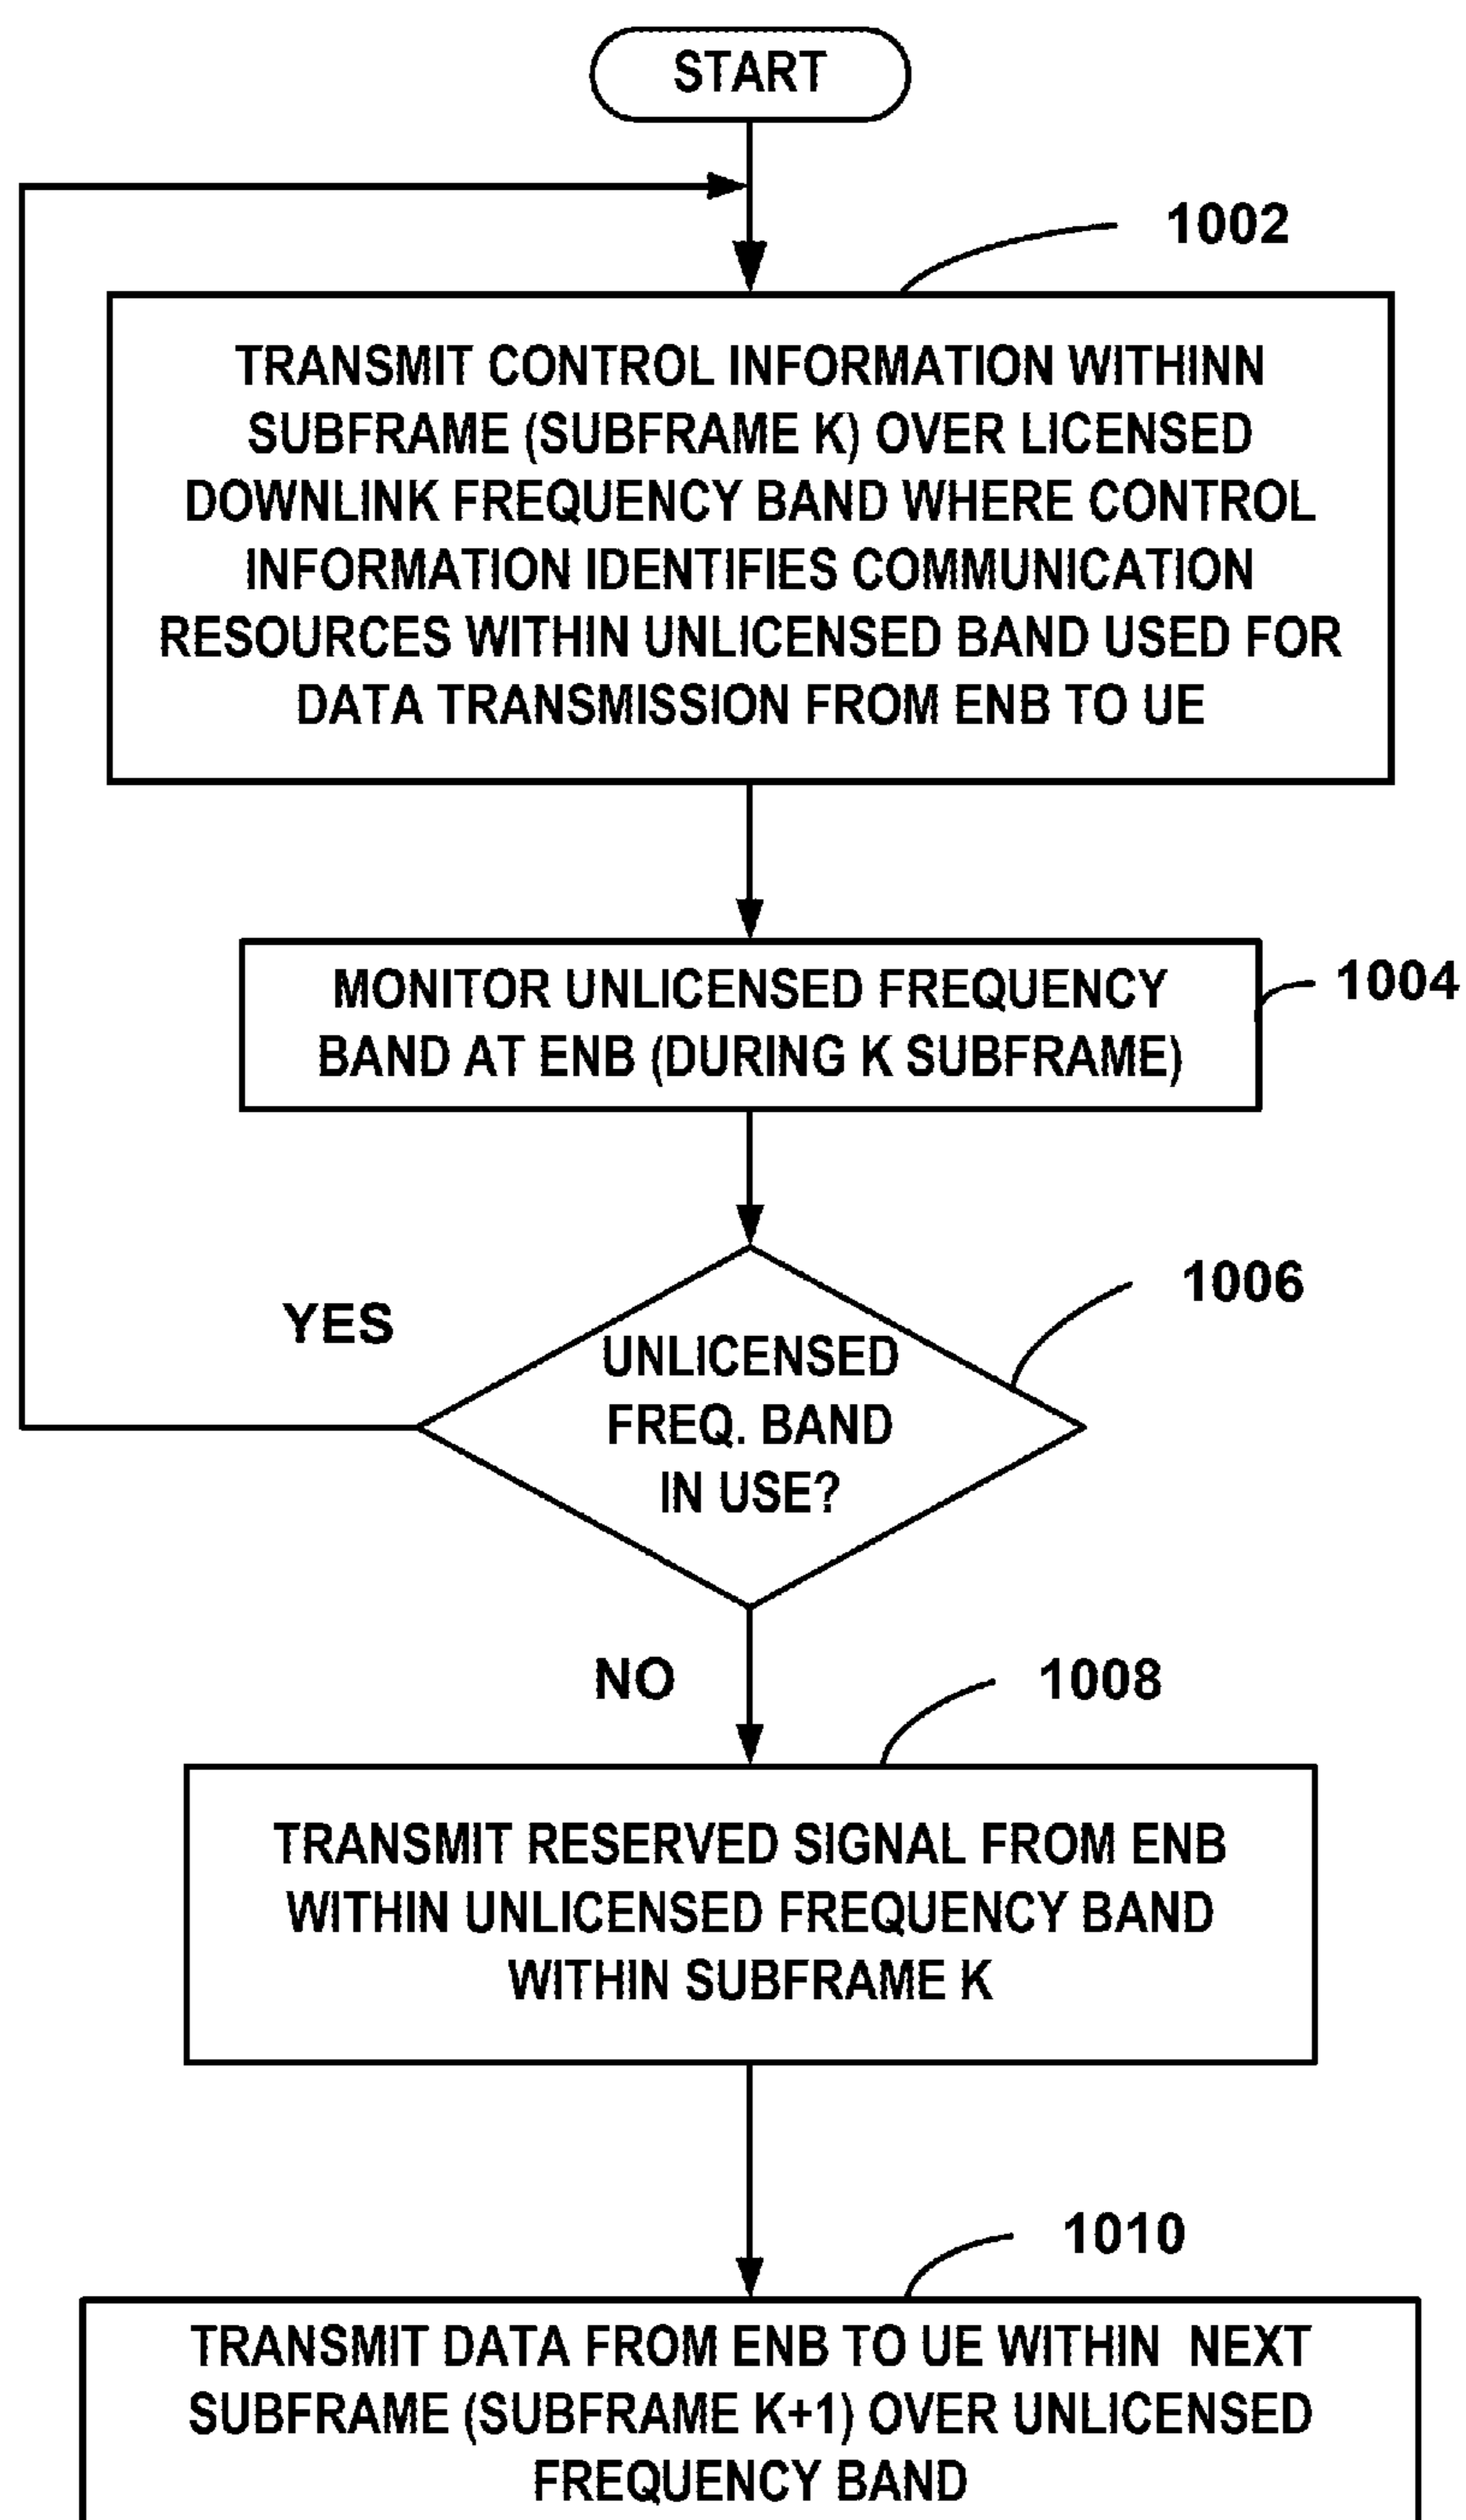 START
1002
TRANSMIT CONTROL INFORMATION WITHINN
SUBFRAME (SUBFRAME K) OVER LICENSED
DOWNLINK FREQUENCY BAND WHERE CONTROL
INFORMATION IDENTIFIES COMMUNICATION
RESOURCES WITHIN UNLICENSED BAND USED FOR
DATA TRANSMISSION FROM ENB TO UE
1004
MONITOR UNLICENSED FREQUENCY
BAND AT ENB (DURING K SUBFRAME)
1006
YES
UNLICENSED
FREQ. BAND
IN USE?
NO
1008
TRANSMIT RESERVED SIGNAL FROM ENB
WITHIN UNLICENSED FREQUENCY BAND
WITHIN SUBFRAME K
1010
TRANSMIT DATA FROM ENB TO UE WITHIN NEXT
SUBFRAME (SUBFRAME K+1) OVER UNLICENSED
FREQUENCY BAND